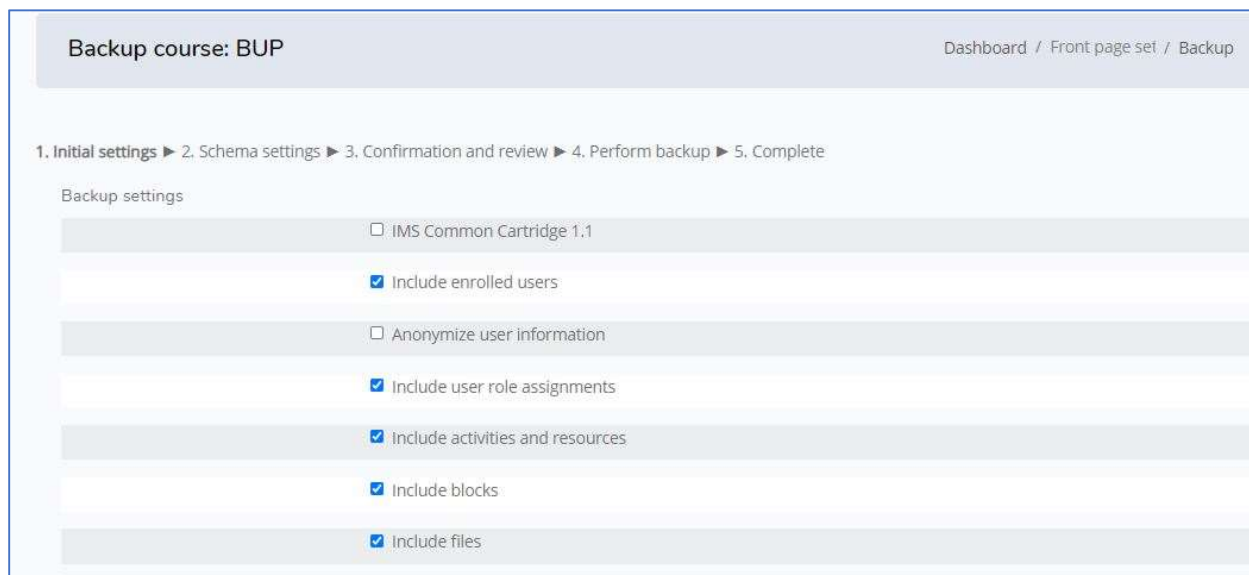 Backup course: BUP
Dashboard / Front page set / Backup
1. Initial settings ► 2. Schema settings ► 3. Confirmation and review ► 4. Perform backup ► 5. Complete
Backup settings
IMS Common Cartridge 1.1
Include enrolled users
Anonymize user information
Include user role assignments
Include activities and resources
Include blocks
Include files